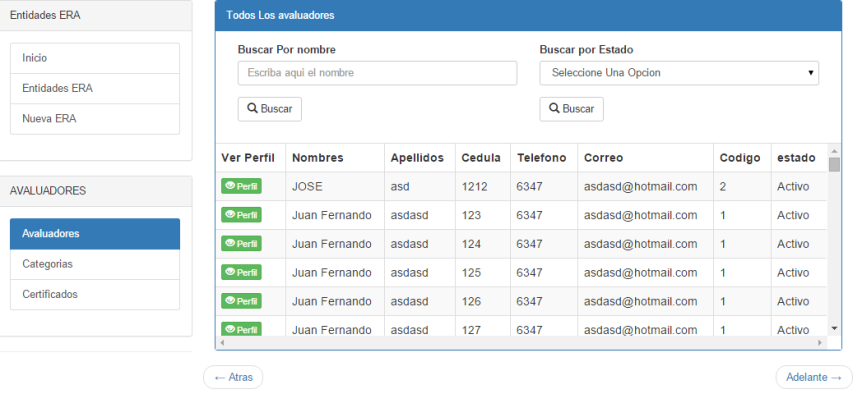 Entidades ERA
Inicio
Entidades ERA
Nueva ERA
AVALUADORES
Avaluadores
Categorias
Certificados
Todos Los avaluadores
Buscar Por nombre Buscar por Estado
Escriba aqui el nombre Seleccione Una Opcion
Buscar Buscar
Ver Perfil Nombres Apellidos Cedula Telefono Correo Codigo estado
Perfil JOSE asd 1212 6347 asdasd@hotmail.com 2 Activo
Perfil Juan Fernando asdasd 123 6347 asdasd@hotmail.com 1 Activo
Perfil Juan Fernando asdasd 124 6347 asdasd@hotmail.com 1 Activo
Perfil Juan Fernando asdasd 125 6347 asdasd@hotmail.com 1 Activo
Perfil Juan Fernando asdasd 126 6347 asdasd@hotmail.com 1 Activo
Perfil Juan Fernando asdasd 127 6347 asdasd@hotmail.com 1 Activo
← Atras Adelante →